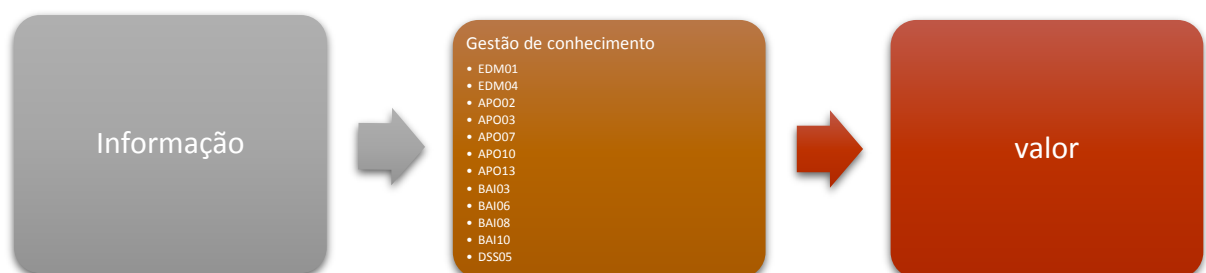 Informação
Gestão de conhecimento
• EDM01
• EDM04
• APO02
• APO03
• APO07
• APO10
• APO13
• BAI03
• BAI06
• BAI08
• BAI10
• DSS05
valor